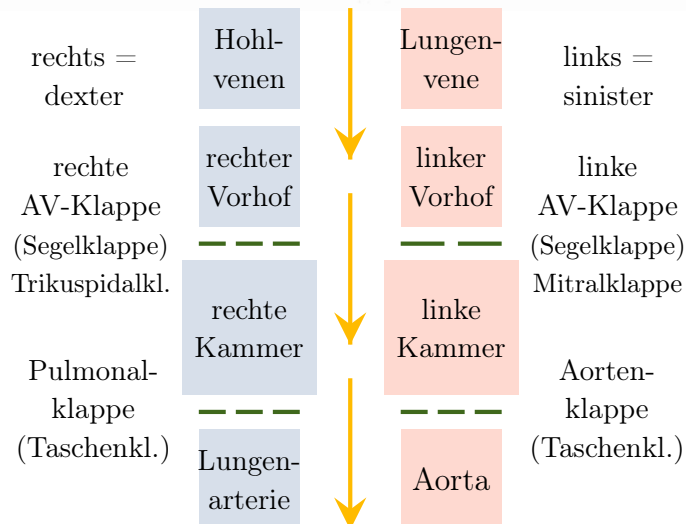 rechts =
dexter
Hohl-
venen
Lungen-
vene
links =
sinister
rechte
AV-Klappe
(Segelklappe)
Trikuspidalkl.
rechter
Vorhof
linker
Vorhof
linke
AV-Klappe
(Segelklappe)
Mitralklappe
rechte
Kammer
linke
Kammer
Pulmonal-
klappe
(Taschenkl.)
Aorten-
klappe
(Taschenkl.)
Lungen-
arterie
Aorta